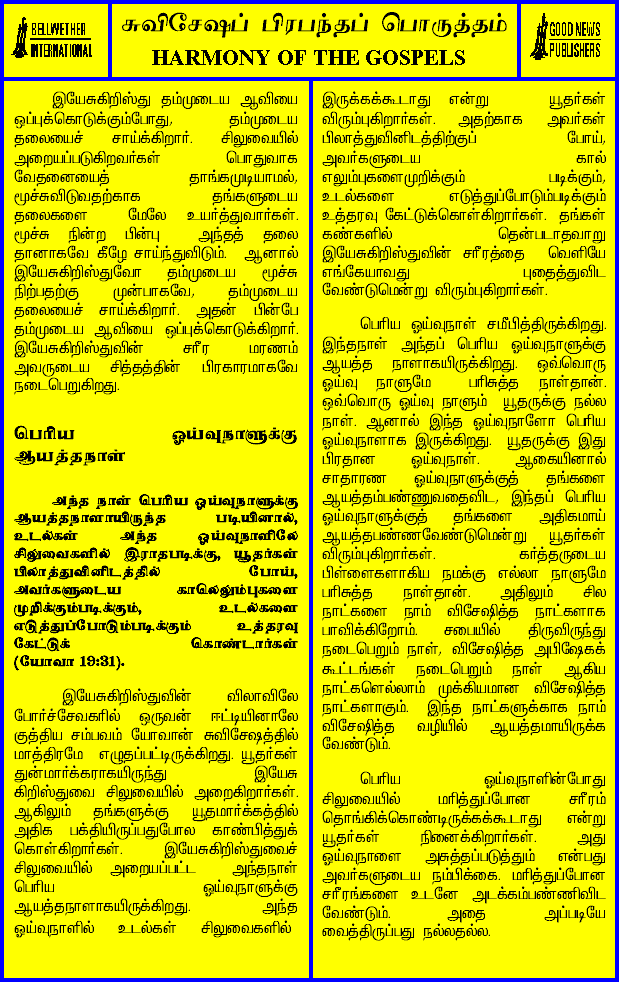 BELLWETHER
INTERNATIONAL
சுவிசேஷப் பிரபந்தப் பொருத்தம்
HARMONY OF THE GOSPELS
GOOD NEWS
PUBLISHERS
இயேசுகிறிஸ்து தம்முடைய ஆவியை
ஒப்புக்கொடுக்கும்போது, தம்முடைய
தலையைச் சாய்க்கிறார். சிலுவையில்
அறையப்படுகிறவர்கள் பொதுவாக
வேதனையைத் தாங்கமுடியாமல்,
மூச்சுவிடுவதற்காக தங்களுடைய
தலைகளை மேலே உயர்த்துவார்கள்.
மூச்சு நின்ற பின்பு அந்தத் தலை
தானாகவே கீழே சாய்ந்துவிடும். ஆனால்
இயேசுகிறிஸ்துவோ தம்முடைய மூச்சு
நிற்பதற்கு முன்பாகவே, தம்முடைய
தலையைச் சாய்க்கிறார். அதன் பின்பே
தம்முடைய ஆவியை ஒப்புக்கொடுக்கிறார்.
இயேசுகிறிஸ்துவின் சரீர மரணம்
அவருடைய சித்தத்தின் பிரகாரமாகவே
நடைபெறுகிறது.
பெரிய ஓய்வுநாளுக்கு
ஆயத்தநாள்
அந்த நாள் பெரிய ஓய்வுநாளுக்கு
ஆயத்தநாளாயிருந்த படியினால்,
உடல்கள் அந்த ஓய்வுநாளிலே
சிலுவைகளில் இராதபடிக்கு, யூதர்கள்
பிலாத்துவினிடத்தில் போய்,
அவர்களுடைய காலெலும்புகளை
முறிக்கும்படிக்கும், உடல்களை
எடுத்துப்போடும்படிக்கும் உத்தரவு
கேட்டுக் கொண்டார்கள்
(யோவா 19:31).
இயேசுகிறிஸ்துவின் விலாவிலே
போர்ச்சேவகரில் ஒருவன் ஈட்டியினாலே
குத்திய சம்பவம் யோவான் சுவிசேஷத்தில்
மாத்திரமே எழுதப்பட்டிருக்கிறது. யூதர்கள்
துன்மார்க்கராகயிருந்து இயேசு
கிறிஸ்துவை சிலுவையில் அறைகிறார்கள்.
ஆகிலும் தங்களுக்கு யூதமார்க்கத்தில்
அதிக பக்தியிருப்பதுபோல காண்பித்துக்
கொள்கிறார்கள். இயேசுகிறிஸ்துவைச்
சிலுவையில் அறையப்பட்ட அந்தநாள்
பெரிய ஓய்வுநாளுக்கு
ஆயத்தநாளாகயிருக்கிறது. அந்த
ஓய்வுநாளில் உடல்கள் சிலுவைகளில்
இருக்கக்கூடாது என்று யூதர்கள்
விரும்புகிறார்கள். அதற்காக அவர்கள்
பிலாத்துவினிடத்திற்குப் போய்,
அவர்களுடைய கால்
எலும்புகளைமுறிக்கும் படிக்கும்,
உடல்களை எடுத்துப்போடும்படிக்கும்
உத்தரவு கேட்டுக்கொள்கிறார்கள். தங்கள்
கண்களில் தென்படாதவாறு
இயேசுகிறிஸ்துவின் சரீரத்தை வெளியே
எங்கேயாவது புதைத்துவிட
வேண்டுமென்று விரும்புகிறார்கள்.
பெரிய ஓய்வுநாள் சமீபித்திருக்கிறது.
இந்தநாள் அந்தப் பெரிய ஓய்வுநாளுக்கு
ஆயத்த நாளாகயிருக்கிறது. ஒவ்வொரு
ஓய்வு நாளுமே பரிசுத்த நாள்தான்.
ஒவ்வொரு ஓய்வு நாளும் யூதருக்கு நல்ல
நாள். ஆனால் இந்த ஓய்வுநாளோ பெரிய
ஓய்வுநாளாக இருக்கிறது. யூதருக்கு இது
பிரதான ஓய்வுநாள். ஆகையினால்
சாதாரண ஓய்வுநாளுக்குத் தங்களை
ஆயத்தம்பண்ணுவதைவிட, இந்தப் பெரிய
ஓய்வுநாளுக்குத் தங்களை அதிகமாய்
ஆயத்தபண்ணவேண்டுமென்று யூதர்கள்
விரும்புகிறார்கள். கர்த்தருடைய
பிள்ளைகளாகிய நமக்கு எல்லா நாளுமே
பரிசுத்த நாள்தான். அதிலும் சில
நாட்களை நாம் விசேஷித்த நாட்களாக
பாவிக்கிறோம். சபையில் திருவிருந்து
நடைபெறும் நாள், விசேஷித்த அபிஷேகக்
கூட்டங்கள் நடைபெறும் நாள் ஆகிய
நாட்களெல்லாம் முக்கியமான விசேஷித்த
நாட்களாகும். இந்த நாட்களுக்காக நாம்
விசேஷித்த வழியில் ஆயத்தமாயிருக்க
வேண்டும்.
பெரிய ஓய்வுநாளின்போது
சிலுவையில் மரித்துப்போன சரீரம்
தொங்கிக்கொண்டிருக்கக்கூடாது என்று
யூதர்கள் நினைக்கிறார்கள். அது
ஓய்வுநாளை அசுத்தப்படுத்தும் என்பது
அவர்களுடைய நம்பிக்கை. மரித்துப்போன
சரீரங்களை உடனே அடக்கம்பண்ணிவிட
வேண்டும். அதை அப்படியே
வைத்திருப்பது நல்லதல்ல.